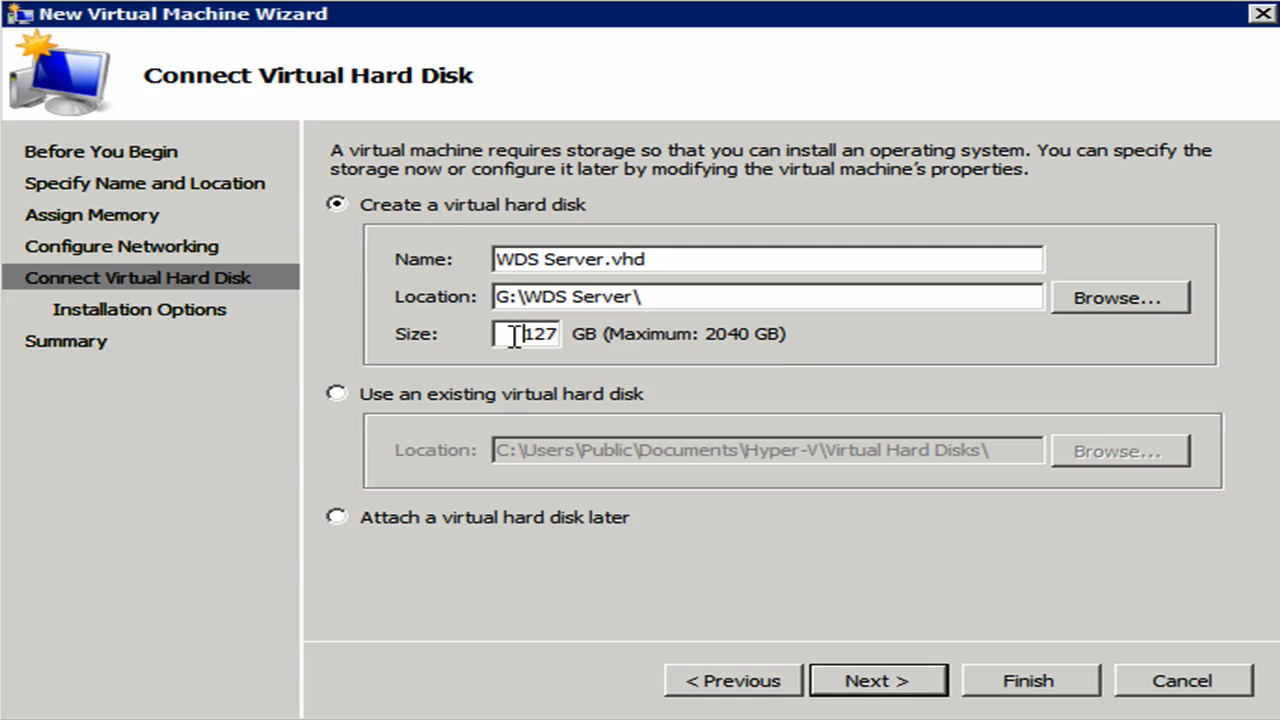 New Virtual Machine Wizard
Connect Virtual Hard Disk
Before You Begin
Specify Name and Location
Assign Memory
Configure Networking
Connect Virtual Hard Disk
Installation Options
Summary
A virtual machine requires storage so that you can install an operating system. You can specify the
storage now or configure it later by modifying the virtual machine's properties.
Create a virtual hard disk
Name: WDS Server.vhd
Location: G:\WDS Server\ Browse...
Size: 127 GB (Maximum: 2040 GB)
Use an existing virtual hard disk
Location: C:\Users\Public\Documents\Hyper-V\Virtual Hard Disks\ Browse...
Attach a virtual hard disk later
< Previous Next > Finish Cancel